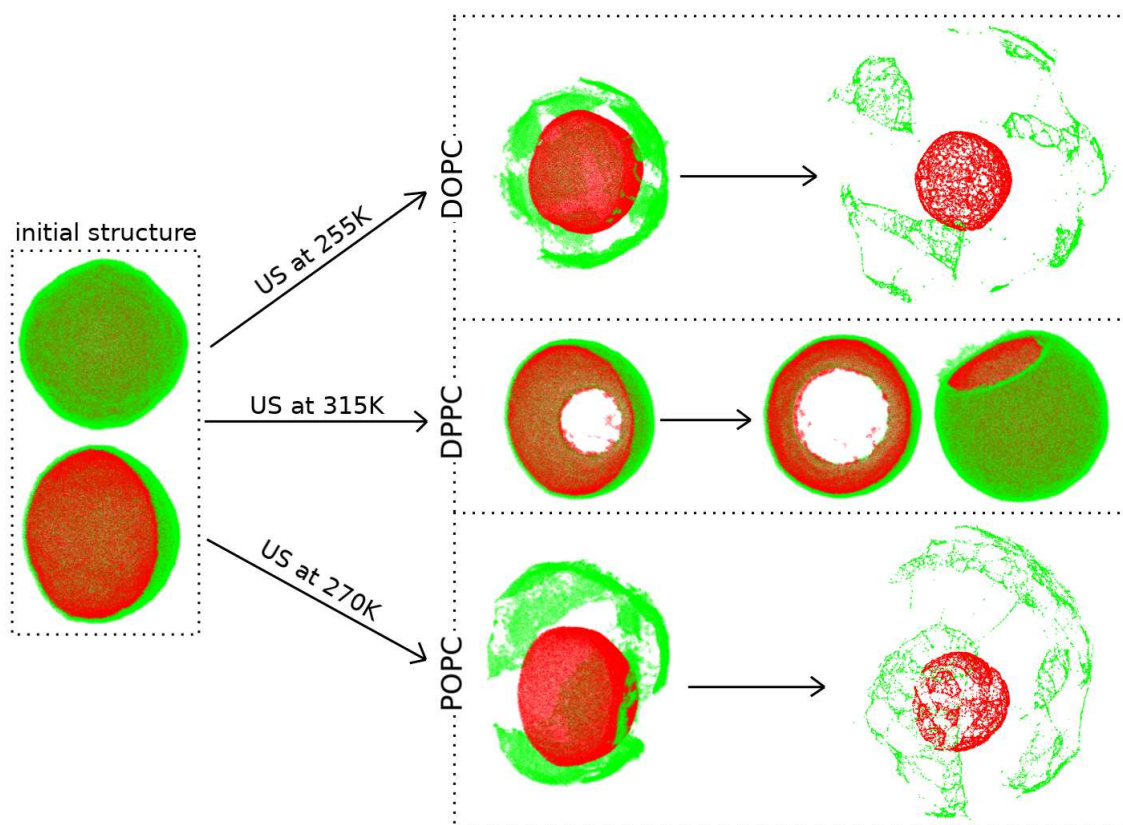 initial structure
US at 255K
DOPC
US at 315K
DPPC
US at 270K
POPC